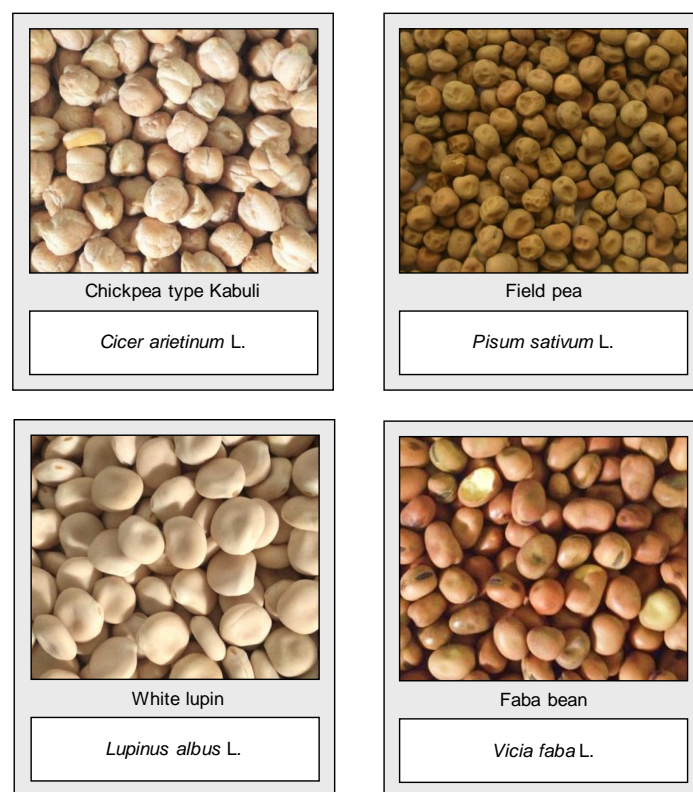 Chickpea type Kabuli
Cicer arietinum L.
Field pea
Pisum sativum L.
White lupin
Lupinus albus L.
Faba bean
Vicia faba L.